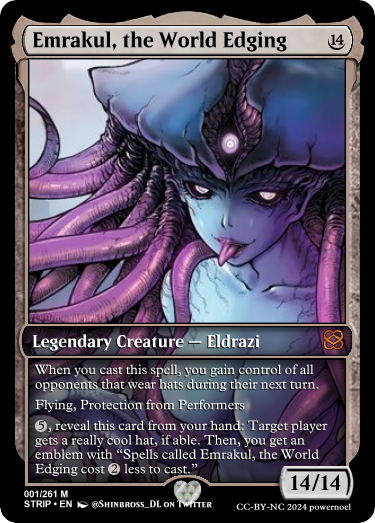 Emrakul, the World Edging 14
Legendary Creature — Eldrazi
When you cast this spell, you gain control of all
opponents that wear hats during their next turn.
Flying, Protection from Performers
5, reveal this card from your hand: Target player
gets a really cool hat, if able. Then, you get an
emblem with “Spells called Emrakul, the World
Edging cost 2 less to cast.”
14/14
001/261 M
STRIP • EN @Shinbross_DL on Twitter
CC-BY-NC 2024 powernoel